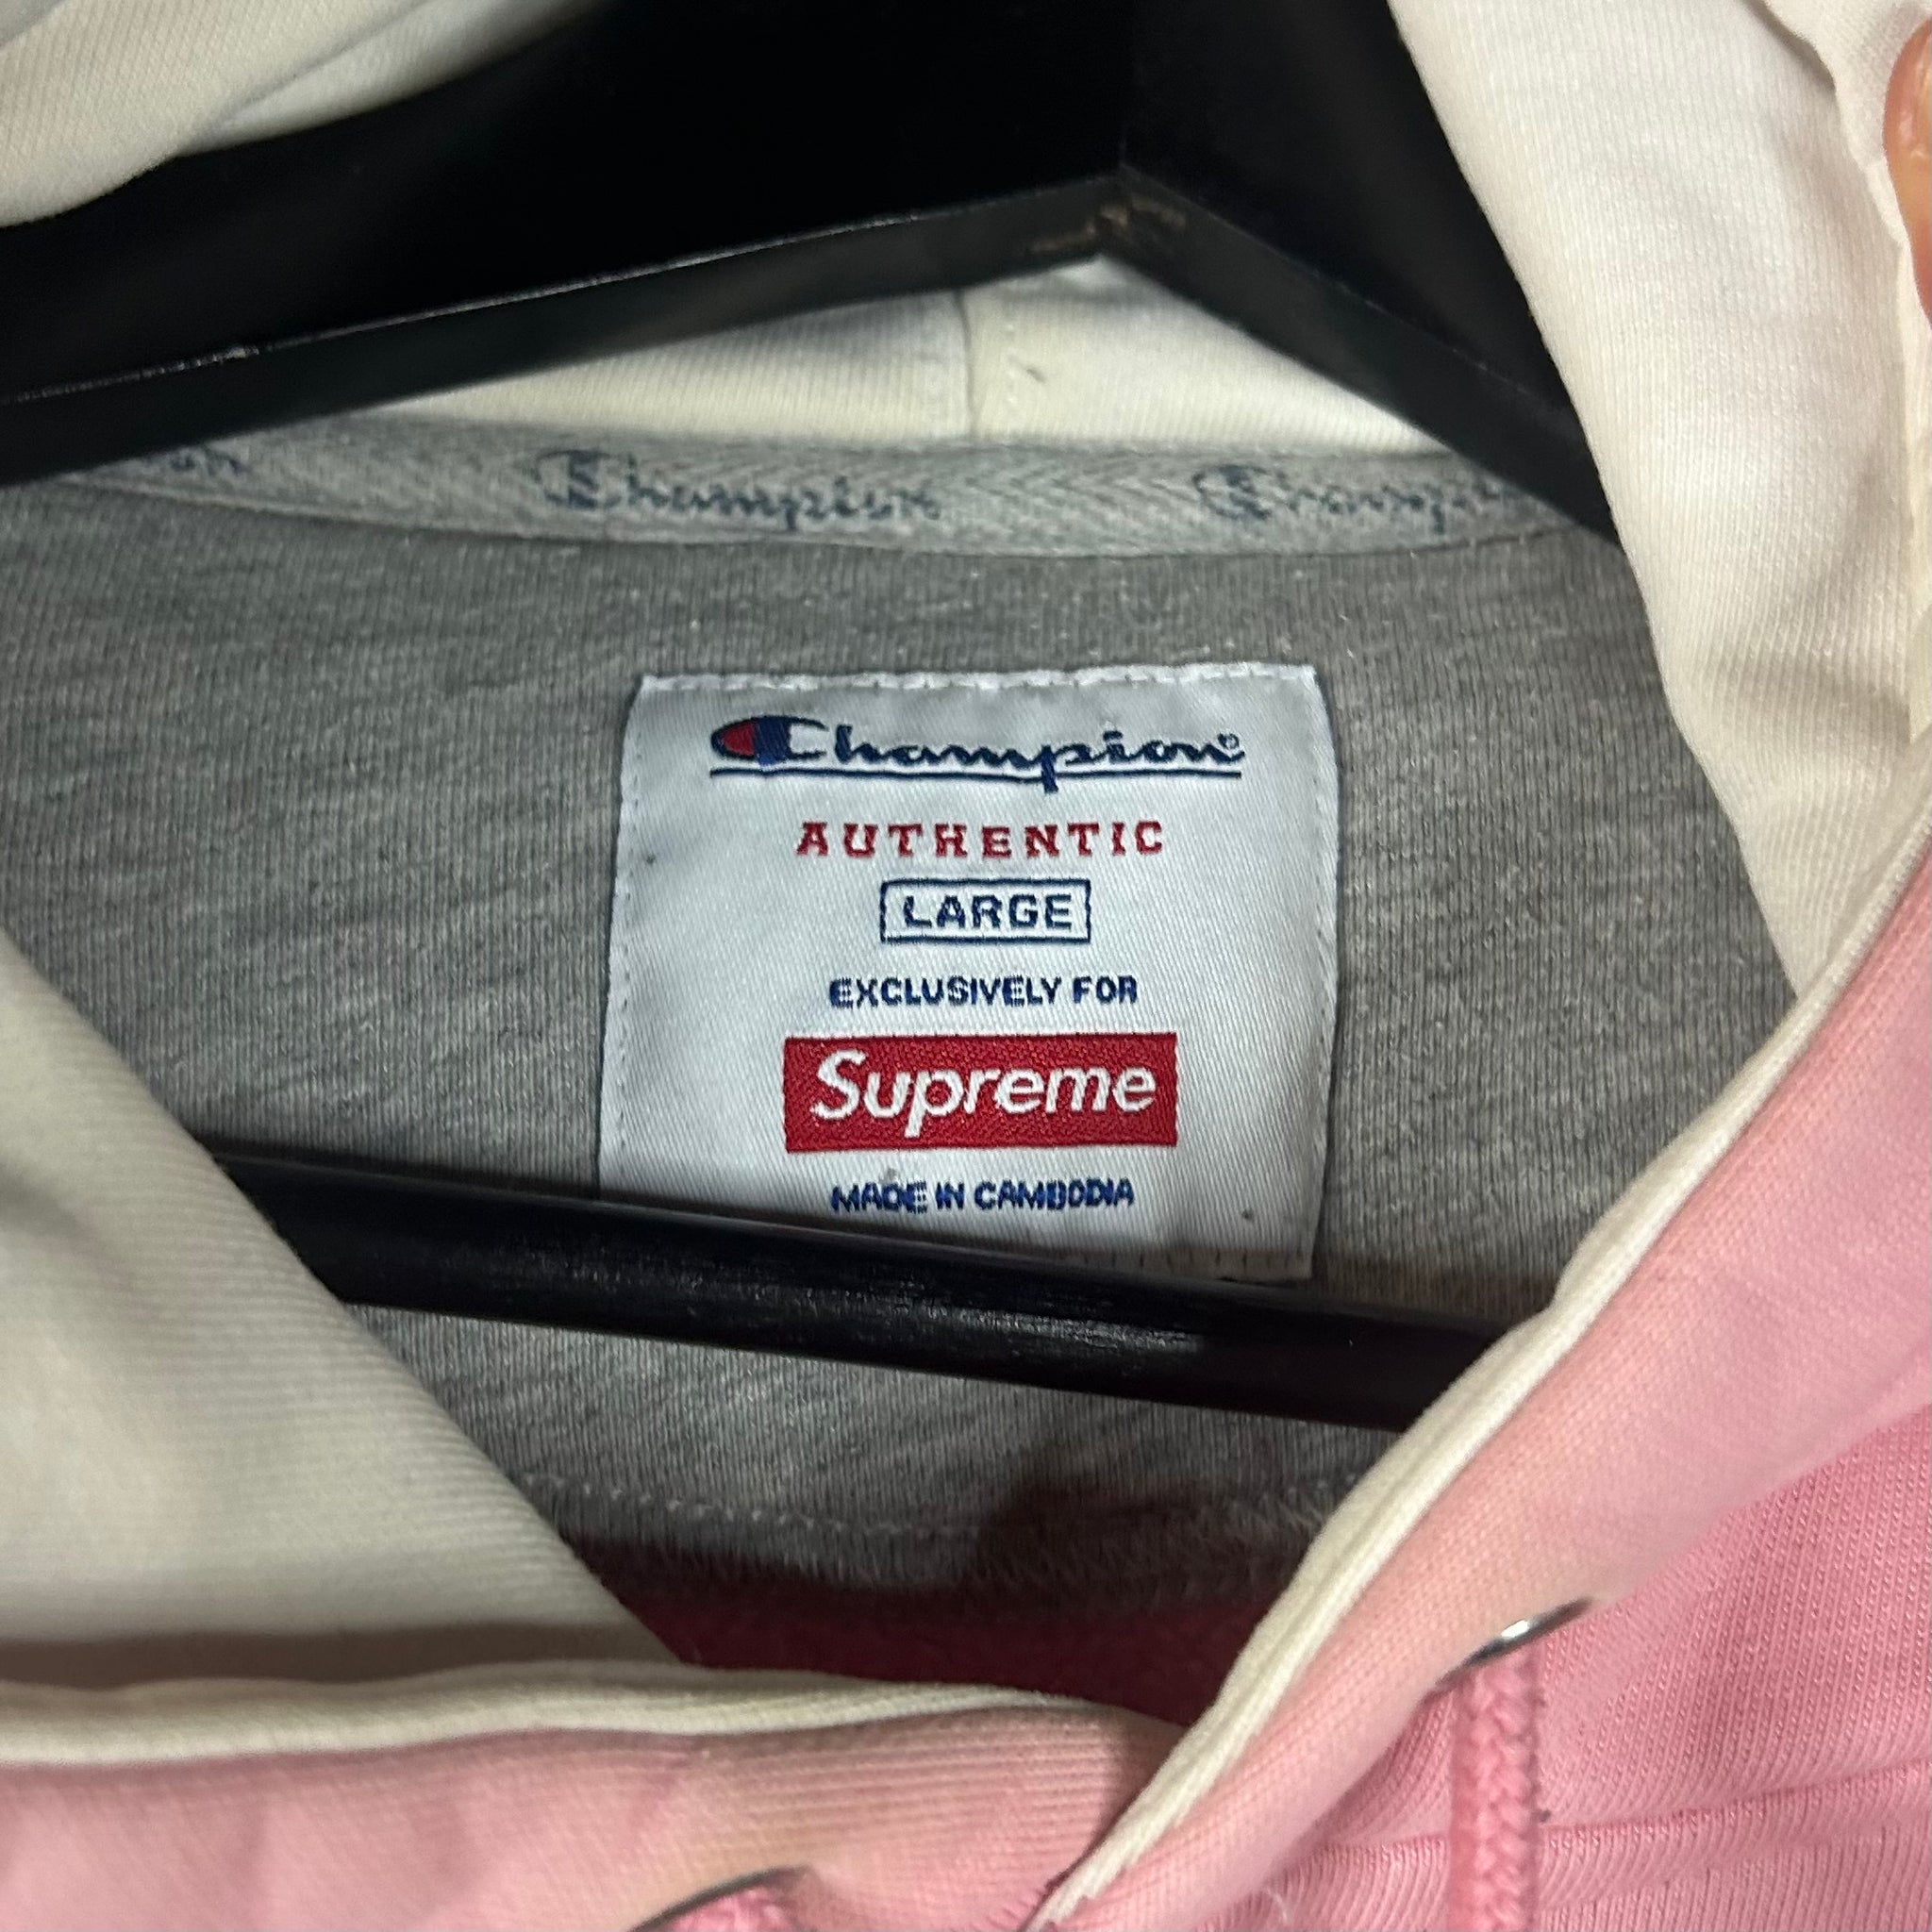 Champion Champion
Champion
AUTHENTIC
LARGE
EXCLUSIVELY FOR
Supreme
MADE IN CAMBODIA